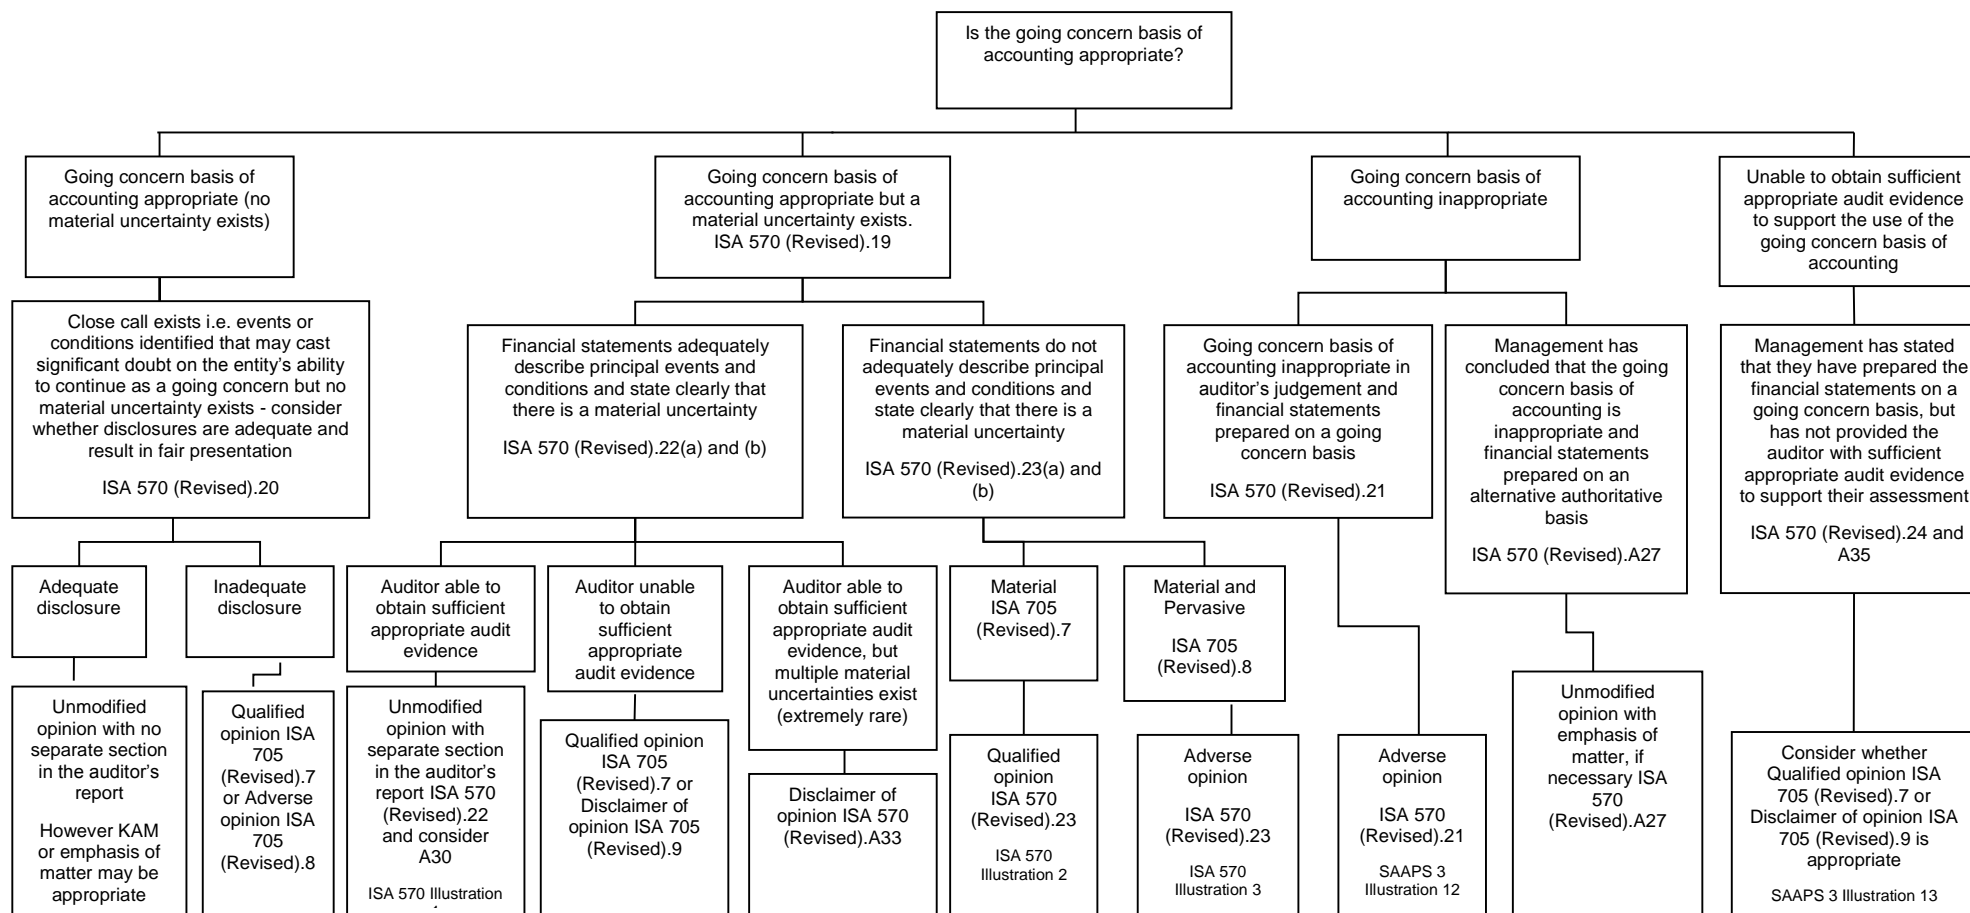 Is the going concern basis of
accounting appropriate?
Going concern basis of
accounting appropriate (no
material uncertainty exists)
Going concern basis of
accounting appropriate but a
material uncertainty exists.
ISA 570 (Revised).19
Going concern basis of
accounting inappropriate
Unable to obtain sufficient
appropriate audit evidence
to support the use of the
going concern basis of
accounting
Close call exists i.e. events or
conditions identified that may cast
significant doubt on the entity’s ability
to continue as a going concern but no
material uncertainty exists - consider
whether disclosures are adequate and
result in fair presentation
ISA 570 (Revised).20
Financial statements adequately
describe principal events and
conditions and state clearly that
there is a material uncertainty
ISA 570 (Revised).22(a) and (b)
Financial statements do not
adequately describe principal
events and conditions and
state clearly that there is a
material uncertainty
ISA 570 (Revised).23(a) and
(b)
Going concern basis of
accounting inappropriate in
auditor’s judgement and
financial statements
prepared on a going
concern basis
ISA 570 (Revised).21
Management has
concluded that the going
concern basis of
accounting is
inappropriate and
financial statements
prepared on an
alternative authoritative
basis
ISA 570 (Revised).A27
Management has stated
that they have prepared the
financial statements on a
going concern basis, but
has not provided the
auditor with sufficient
appropriate audit evidence
to support their assessment
ISA 570 (Revised).24 and
A35
Adequate
disclosure
Inadequate
disclosure
Auditor able to
obtain sufficient
appropriate audit
evidence
Auditor unable
to obtain
sufficient
appropriate
audit evidence
Auditor able to
obtain sufficient
appropriate audit
evidence, but
multiple material
uncertainties exist
(extremely rare)
Material
ISA 705
(Revised).7
Material and
Pervasive
ISA 705
(Revised).8
Unmodified
opinion with no
separate section
in the auditor’s
report
However KAM
or emphasis of
matter may be
appropriate
Qualified
opinion ISA
705
(Revised).7
or Adverse
opinion ISA
705
(Revised).8
Unmodified
opinion with
separate section
in the auditor’s
report ISA 570
(Revised).22
and consider
A30
ISA 570 Illustration
Qualified opinion
ISA 705
(Revised).7 or
Disclaimer of
opinion ISA 705
(Revised).9
Disclaimer of
opinion ISA 570
(Revised).A33
Qualified
opinion
ISA 570
(Revised).23
ISA 570
Illustration 2
Adverse
opinion
ISA 570
(Revised).23
ISA 570
Illustration 3
Adverse
opinion
ISA 570
(Revised).21
SAAPS 3
Illustration 12
Unmodified
opinion with
emphasis of
matter, if
necessary ISA
570
(Revised).A27
Consider whether
Qualified opinion ISA
705 (Revised).7 or
Disclaimer of opinion ISA
705 (Revised).9 is
appropriate
SAAPS 3 Illustration 13